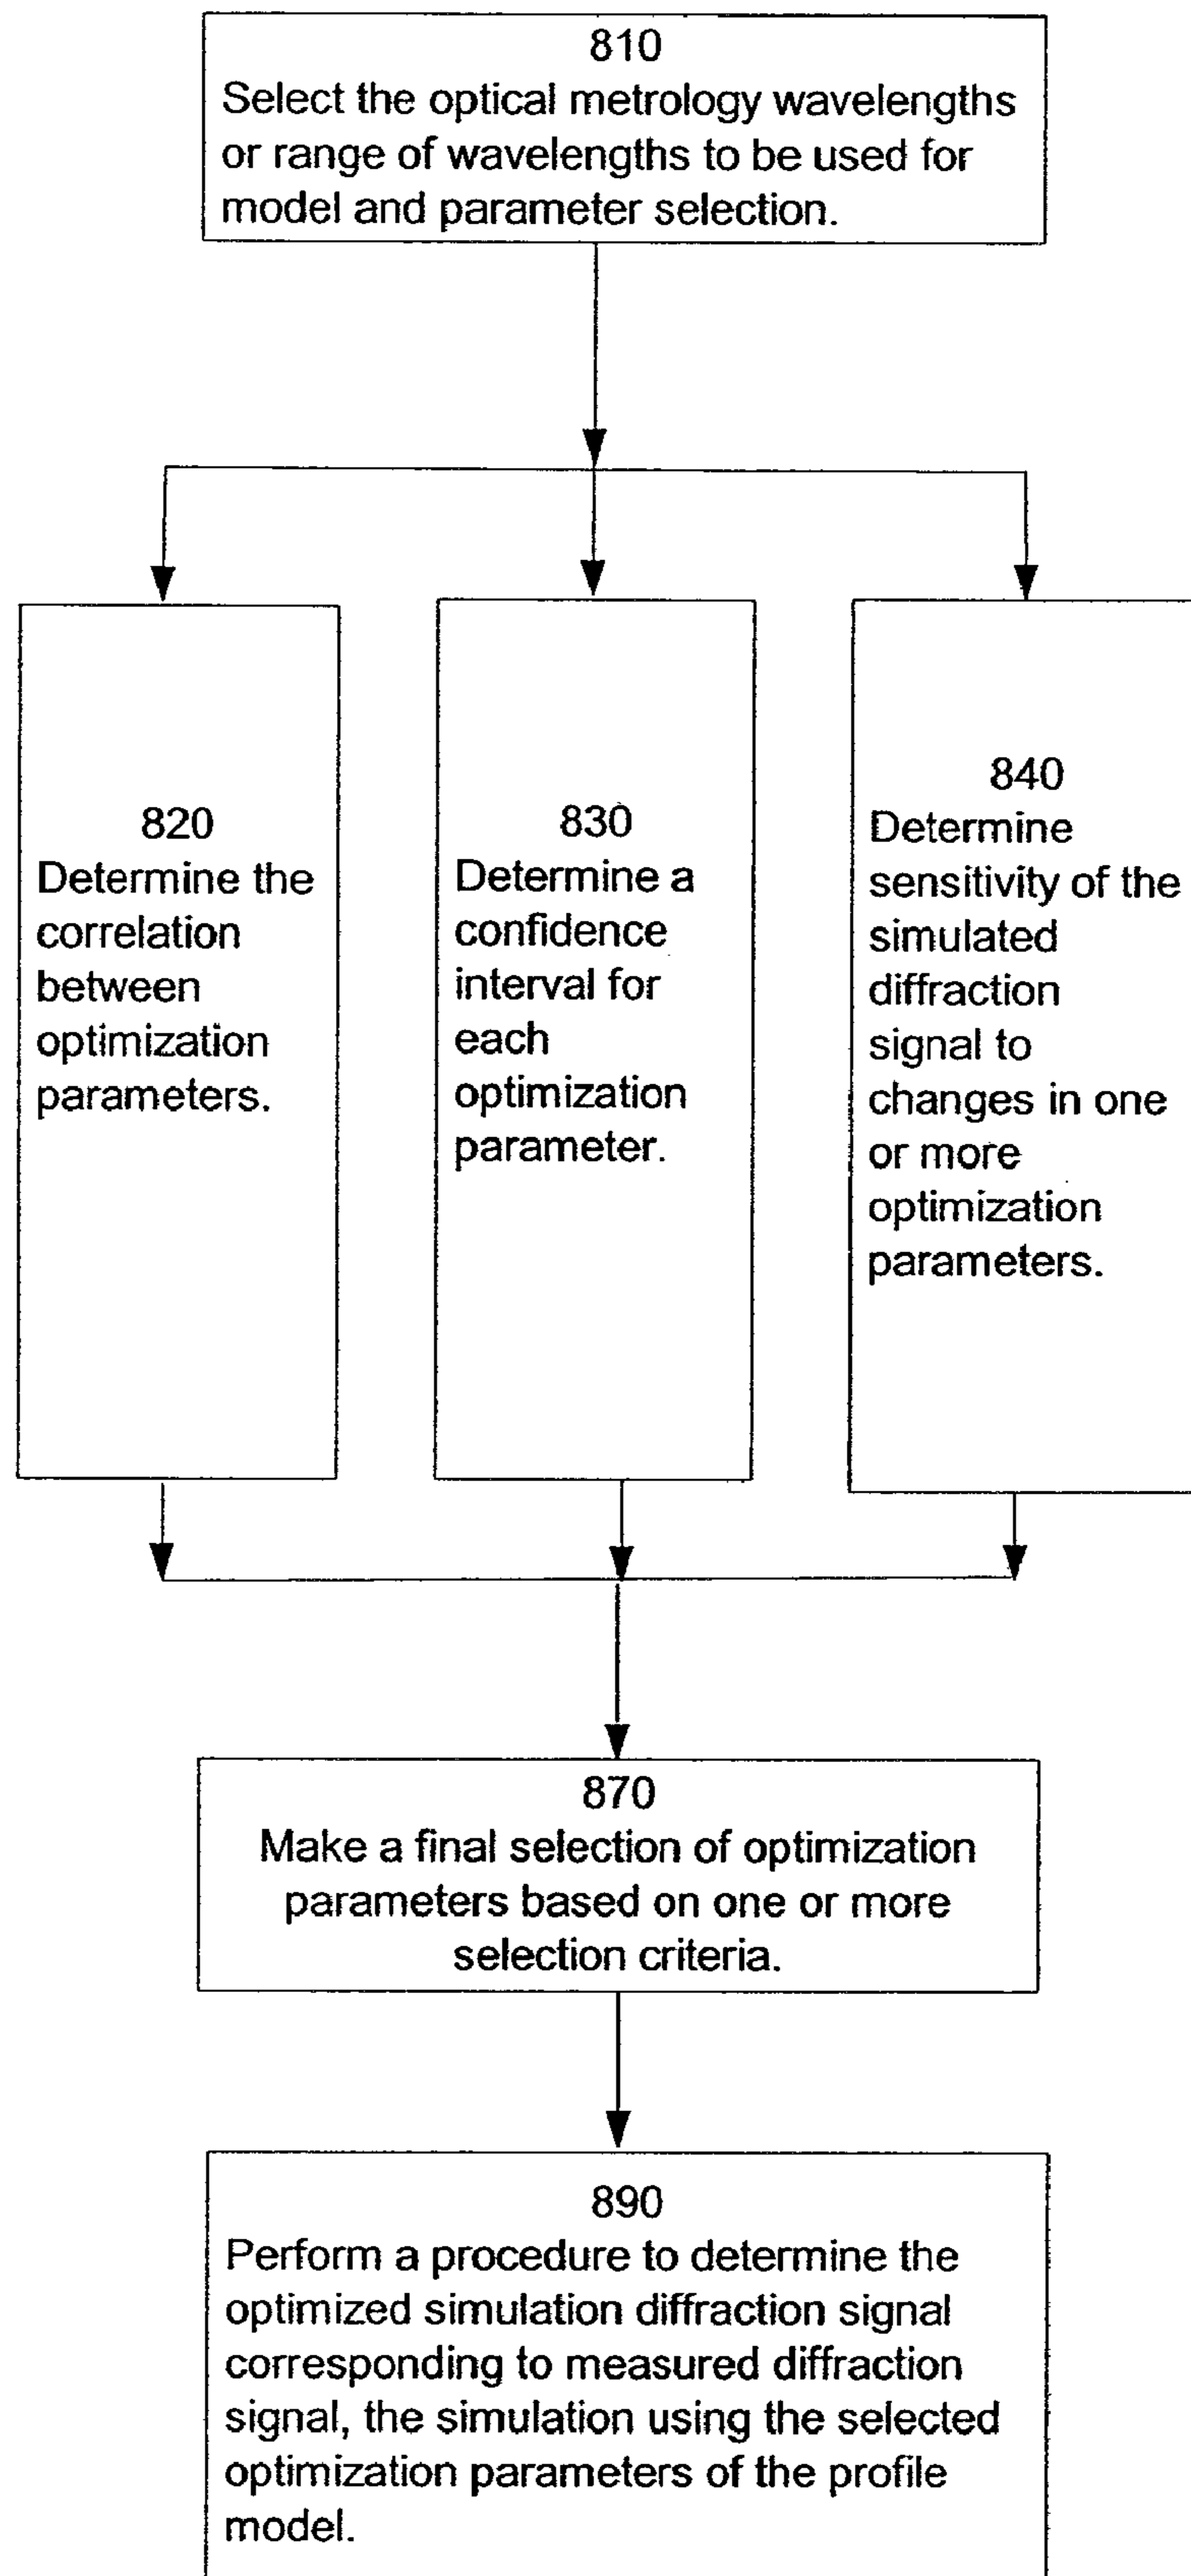 810
Select the optical metrology wavelengths
or range of wavelengths to be used for
model and parameter selection.
820
Determine the
correlation
between
optimization
parameters.
830
Determine a
confidence
interval for
each
optimization
parameter.
840
Determine
sensitivity of the
simulated
diffraction
signal to
changes in one
or more
optimization
parameters.
870
Make a final selection of optimization
parameters based on one or more
selection criteria.
890
Perform a procedure to determine the
optimized simulation diffraction signal
corresponding to measured diffraction
signal, the simulation using the selected
optimization parameters of the profile
model.